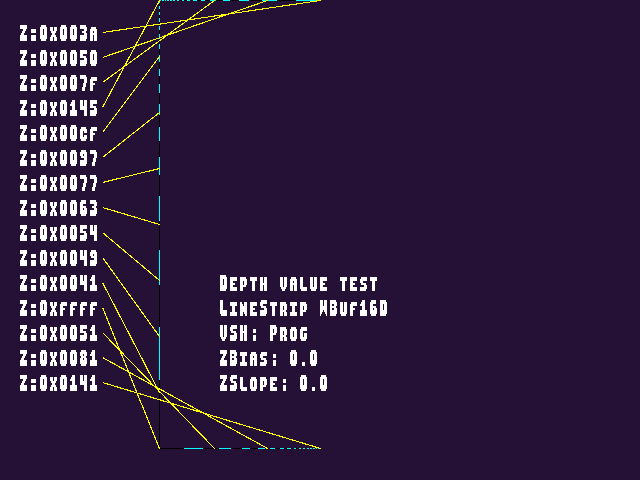 Z:0x003A
Z:0x0050
Z:0x007F
Z:0x0145
Z:0x00CF
Z:0x0097
Z:0x0077
Z:0x0063
Z:0x0054
Z:0x0049
Z:0x0041
Z:0xFFFF
Z:0x0051
Z:0x0081
Z:0x0141
Depth value test
LineStrip WBuf16D
VSH: Prog
ZBias: 0.0
ZSlope: 0.0